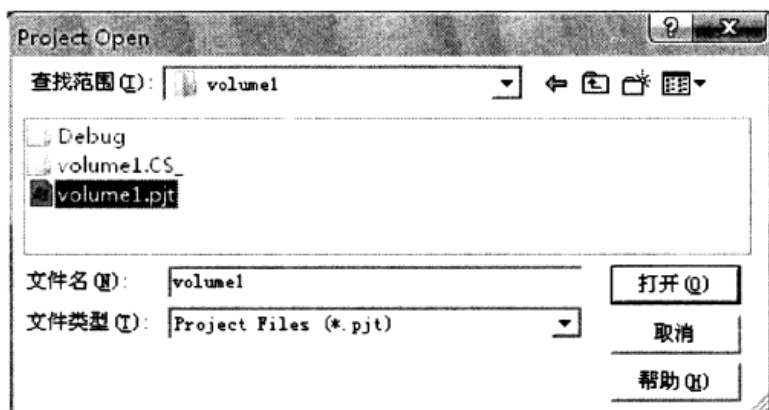 Project Open
查找范围(I): volume1
Debug
volume1.CS_
volume1.pjt
文件名(N): volume1
打开(O)
文件类型(T): Project Files (*.pjt)
取消
帮助(H)